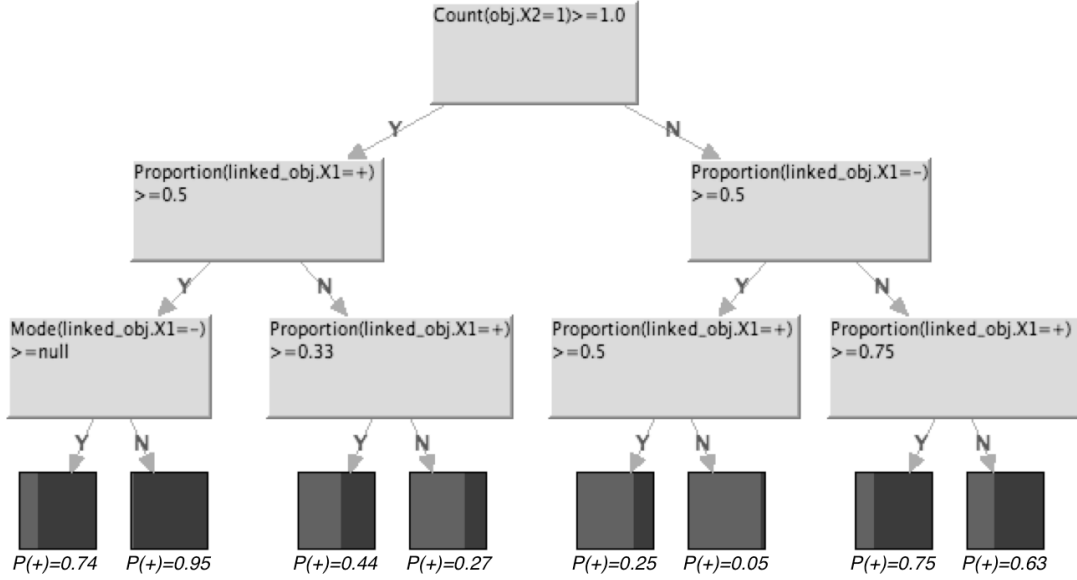 Count(obj.X2=1)>=1.0
Y
N
Proportion(linked_obj.X1=+)
>=0.5
Proportion(linked_obj.X1=–)
>=0.5
Y
N
Y
N
Mode(linked_obj.X1=–)
>=null
Proportion(linked_obj.X1=+)
>=0.33
Proportion(linked_obj.X1=+)
>=0.5
Proportion(linked_obj.X1=+)
>=0.75
Y
N
Y
N
Y
N
Y
N
P(+)=0.74
P(+)=0.95
P(+)=0.44
P(+)=0.27
P(+)=0.25
P(+)=0.05
P(+)=0.75
P(+)=0.63